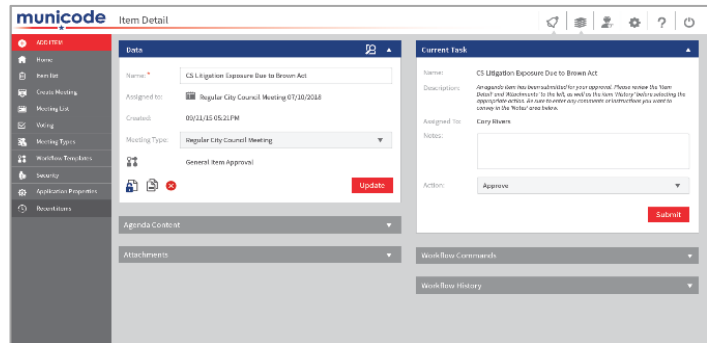 municode
Item Detail
?
ADD ITEM
Home
Item list
Create Meeting
Meeting List
Voting
Meeting Types
Workflow Templates
Security
Application Properties
Recent Items
Data
Name: *
CS Litigation Exposure Due to Brown Act
Assigned to:
Regular City Council Meeting 07/10/2018
Created:
09/21/15 05:21PM
Meeting Type:
Regular City Council Meeting
General Item Approval
Update
Agenda Content
Attachments
Current Task
Name:
CS Litigation Exposure Due to Brown Act
Description:
An agenda item has been submitted for your approval. Please review the 'Item
Detail' and 'Attachments' to the left, as well as the item 'History' before selecting the
appropriate action. Be sure to enter any comments or instructions you want to
convey in the 'Notes' area below.
Assigned To:
Cory Rivers
Notes:
Action:
Approve
Submit
Workflow Commands
Workflow History